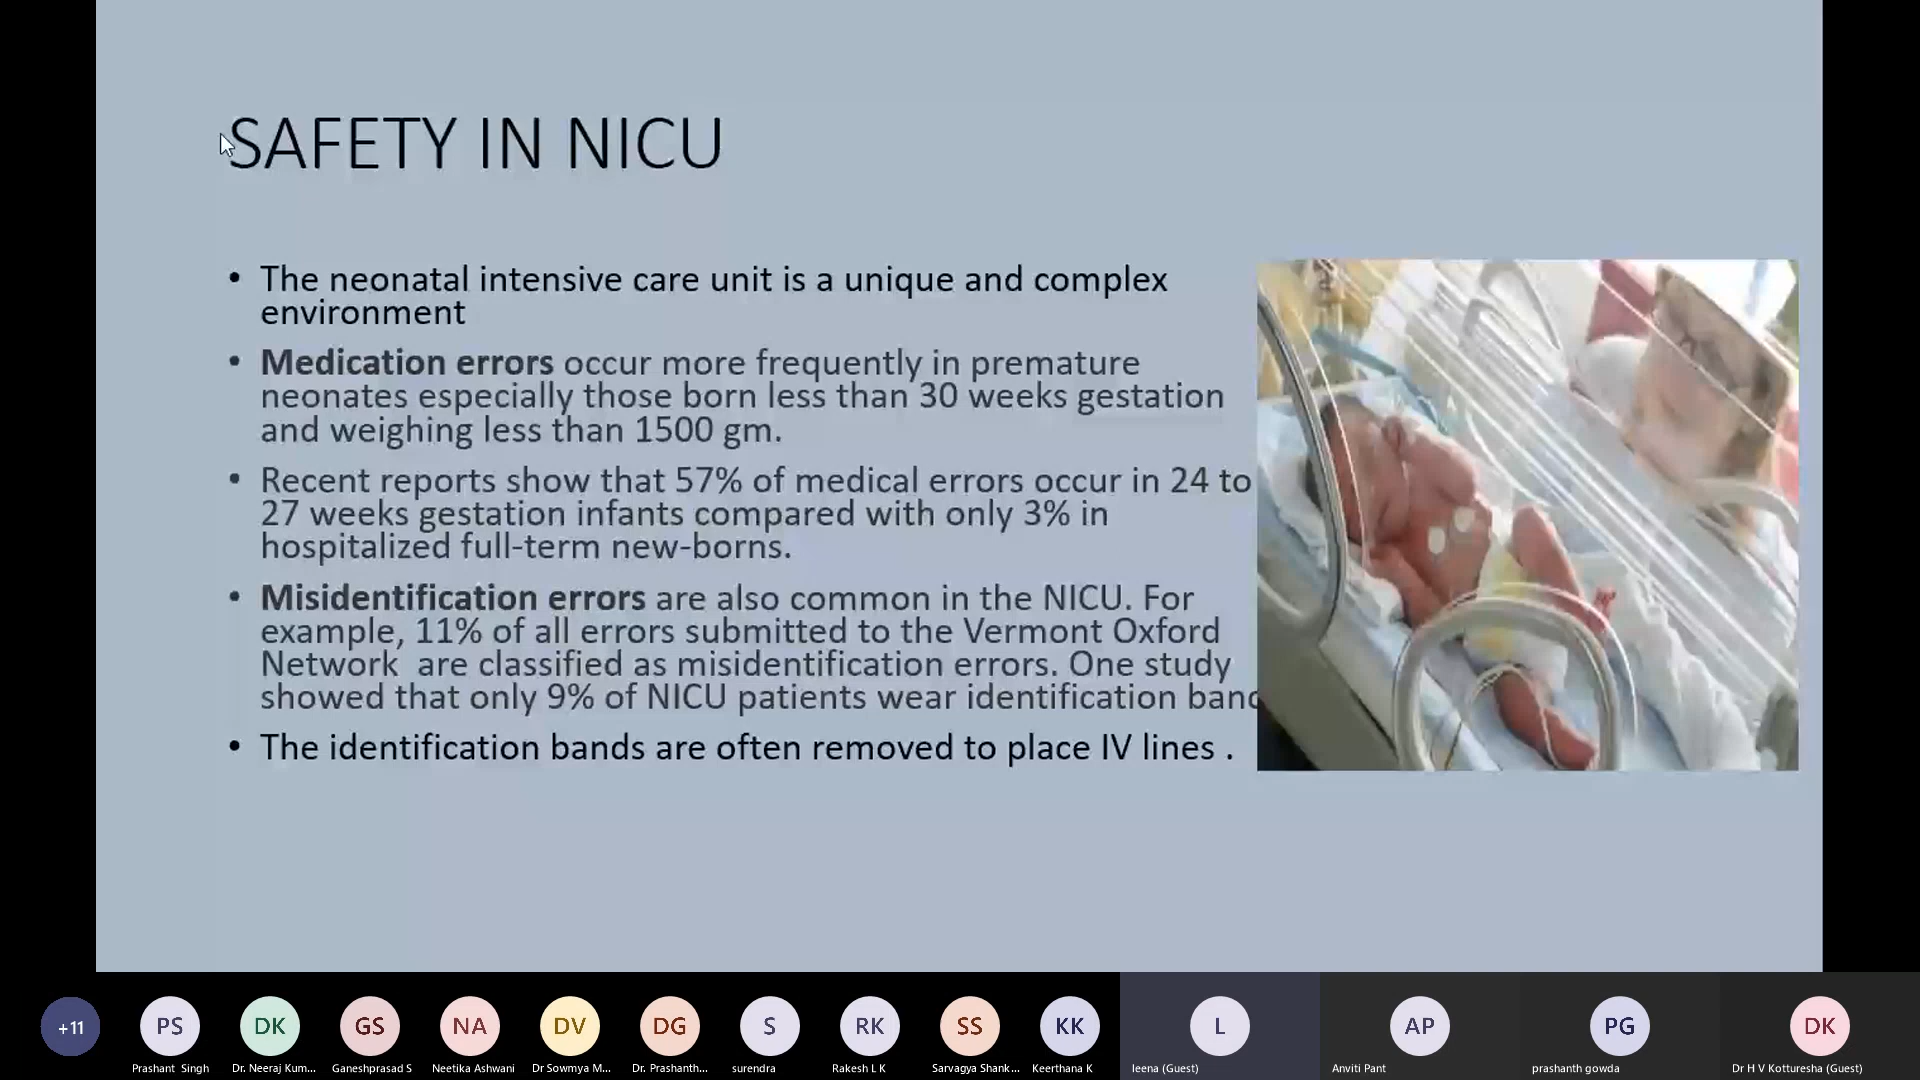 SAFETY IN NICU
• The neonatal intensive care unit is a unique and complex
environment
• Medication errors occur more frequently in premature
neonates especially those born less than 30 weeks gestation
and weighing less than 1500 gm.
• Recent reports show that 57% of medical errors occur in 24 to
27 weeks gestation infants compared with only 3% in
hospitalized full-term new-borns.
• Misidentification errors are also common in the NICU. For
example, 11% of all errors submitted to the Vermont Oxford
Network are classified as misidentification errors. One study
showed that only 9% of NICU patients wear identification banc
• The identification bands are often removed to place IV lines .
+11 PS DK GS NA DV DG S RK SS KK L AP PG DK
Prashant Singh Dr. Neeraj Kum... Ganeshprasad S Neetika Ashwani Dr Sowmya M... Dr. Prashanth... surendra Rakesh L K Sarvagya Shank... Keerthana K leena (Guest) Anviti Pant prashanth gowda Dr H V Kotturesha (Guest)